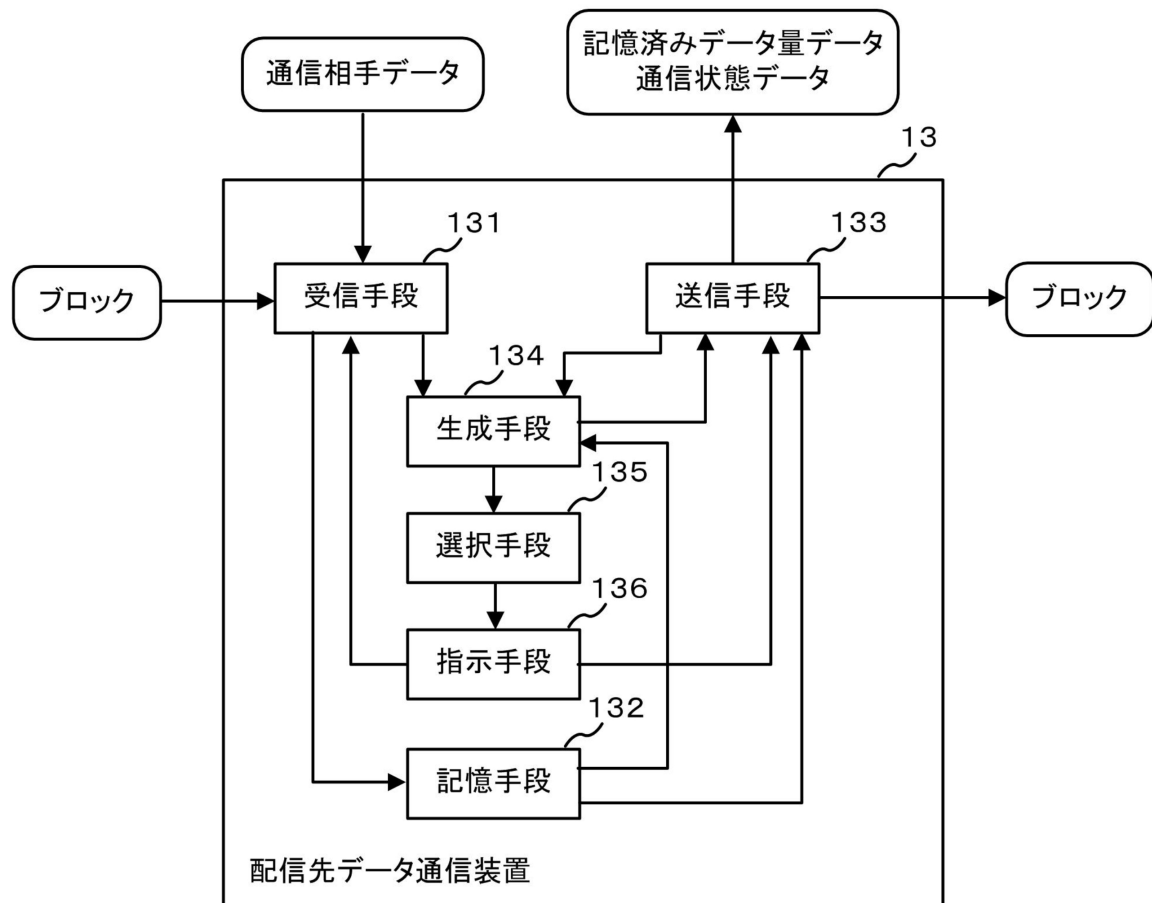 通信相手データ
記憶済みデータ量データ
通信状態データ
13
131
133
ブロック
受信手段
送信手段
ブロック
134
生成手段
135
選択手段
136
指示手段
132
記憶手段
配信先データ通信装置